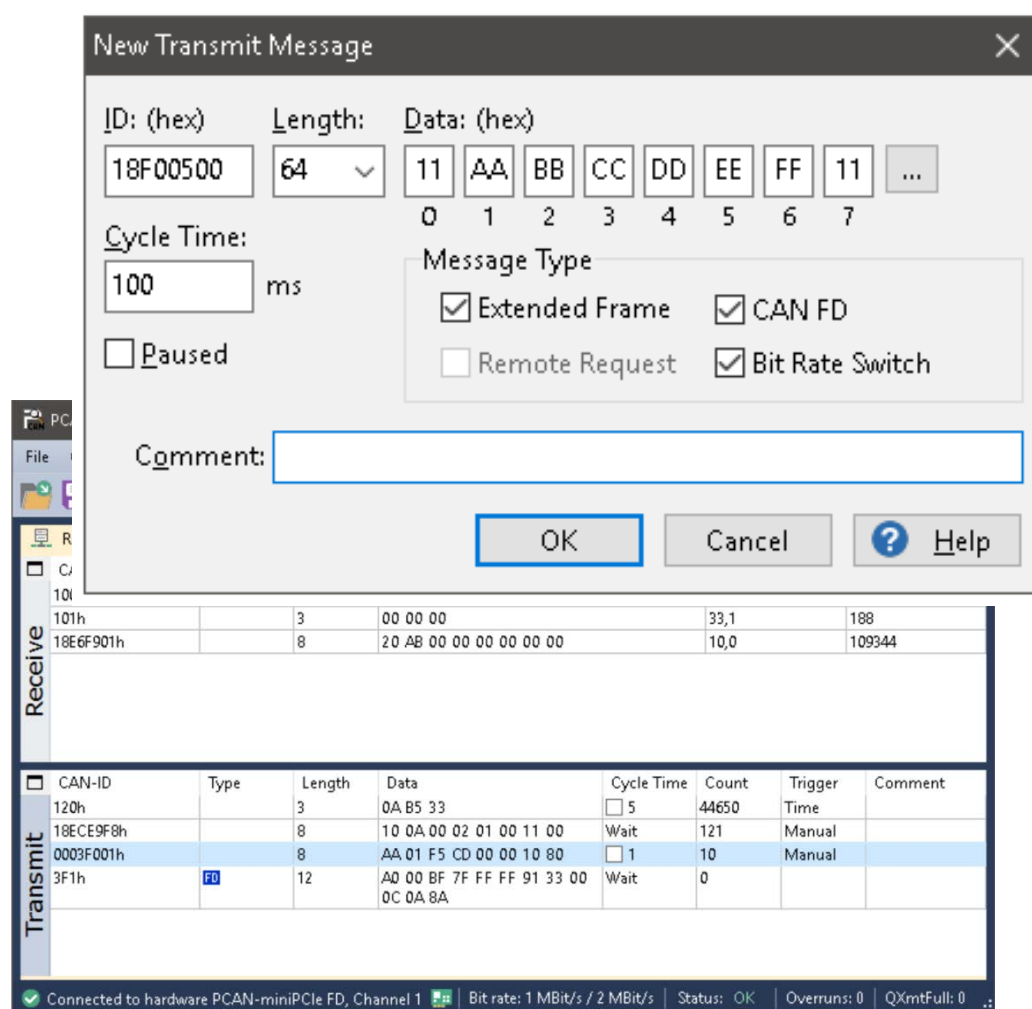 New Transmit Message
ID: (hex) Length: Data: (hex)
18F00500 64 11 AA BB CC DD EE FF 11 ...
0 1 2 3 4 5 6 7
Cycle Time:
100 ms
Message Type
Extended Frame CAN FD
Paused
Remote Request Bit Rate Switch
Comment:
OK Cancel Help
File
Receive
101h 3 00 00 00 33,1 188
18E6F901h 8 20 AB 00 00 00 00 00 00 10,0 109344
Transmit
CAN-ID Type Length Data Cycle Time Count Trigger Comment
120h 3 0A B5 33 5 44650 Time
18ECE9F8h 8 10 0A 00 02 01 00 11 00 Wait 121 Manual
0003F001h 8 AA 01 F5 CD 00 00 10 80 1 10 Manual
3F1h FD 12 A0 00 BF 7F FF FF 91 33 00 Wait 0
0C 0A 8A
Connected to hardware PCAN-miniPCIe FD, Channel 1 Bit rate: 1 MBit/s / 2 MBit/s Status: OK Overruns: 0 QXmtFull: 0